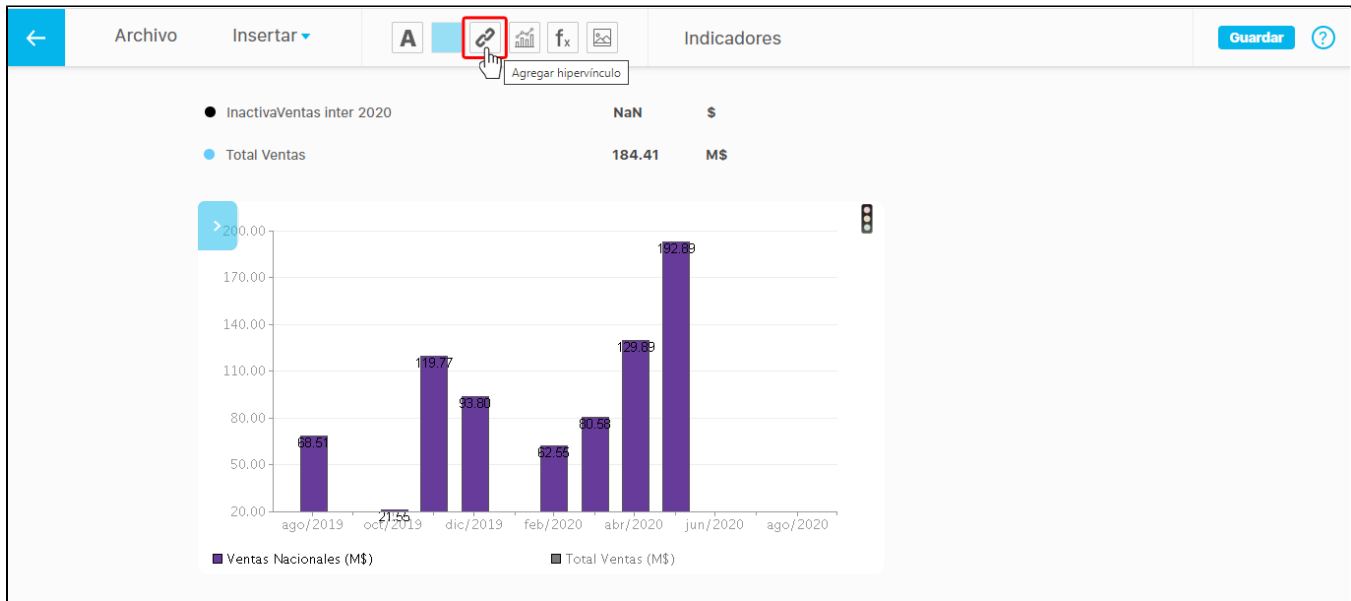 Archivo Insertar A fx Indicadores Guardar ?
Agregar hipervínculo
InactivaVentas inter 2020 NaN $
Total Ventas 184.41 M$
200.00
192.89
170.00
140.00
129.89
119.77
110.00
93.80
80.00
80.58
68.51
62.55
50.00
20.00
21.55
ago/2019 oct/2019 dic/2019 feb/2020 abr/2020 jun/2020 ago/2020
Ventas Nacionales (M$) Total Ventas (M$)